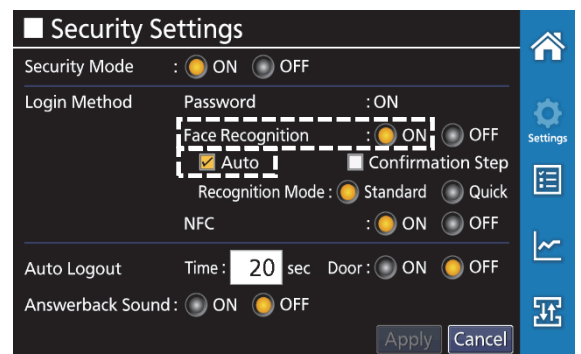 Security Settings
Security Mode : ON OFF
Login Method Password : ON
Face Recognition : ON OFF
Settings
Auto Confirmation Step
Recognition Mode : Standard Quick
NFC : ON OFF
Auto Logout Time : 20 sec Door : ON OFF
Answerback Sound : ON OFF
Apply Cancel